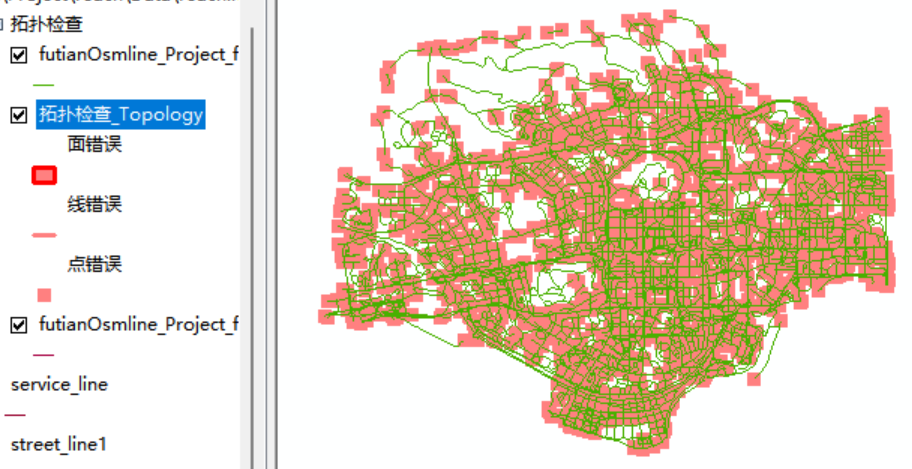 拓扑检查
futianOsmline_Project_f
拓扑检查_Topology
面错误
线错误
点错误
futianOsmline_Project_f
service_line
street_line1